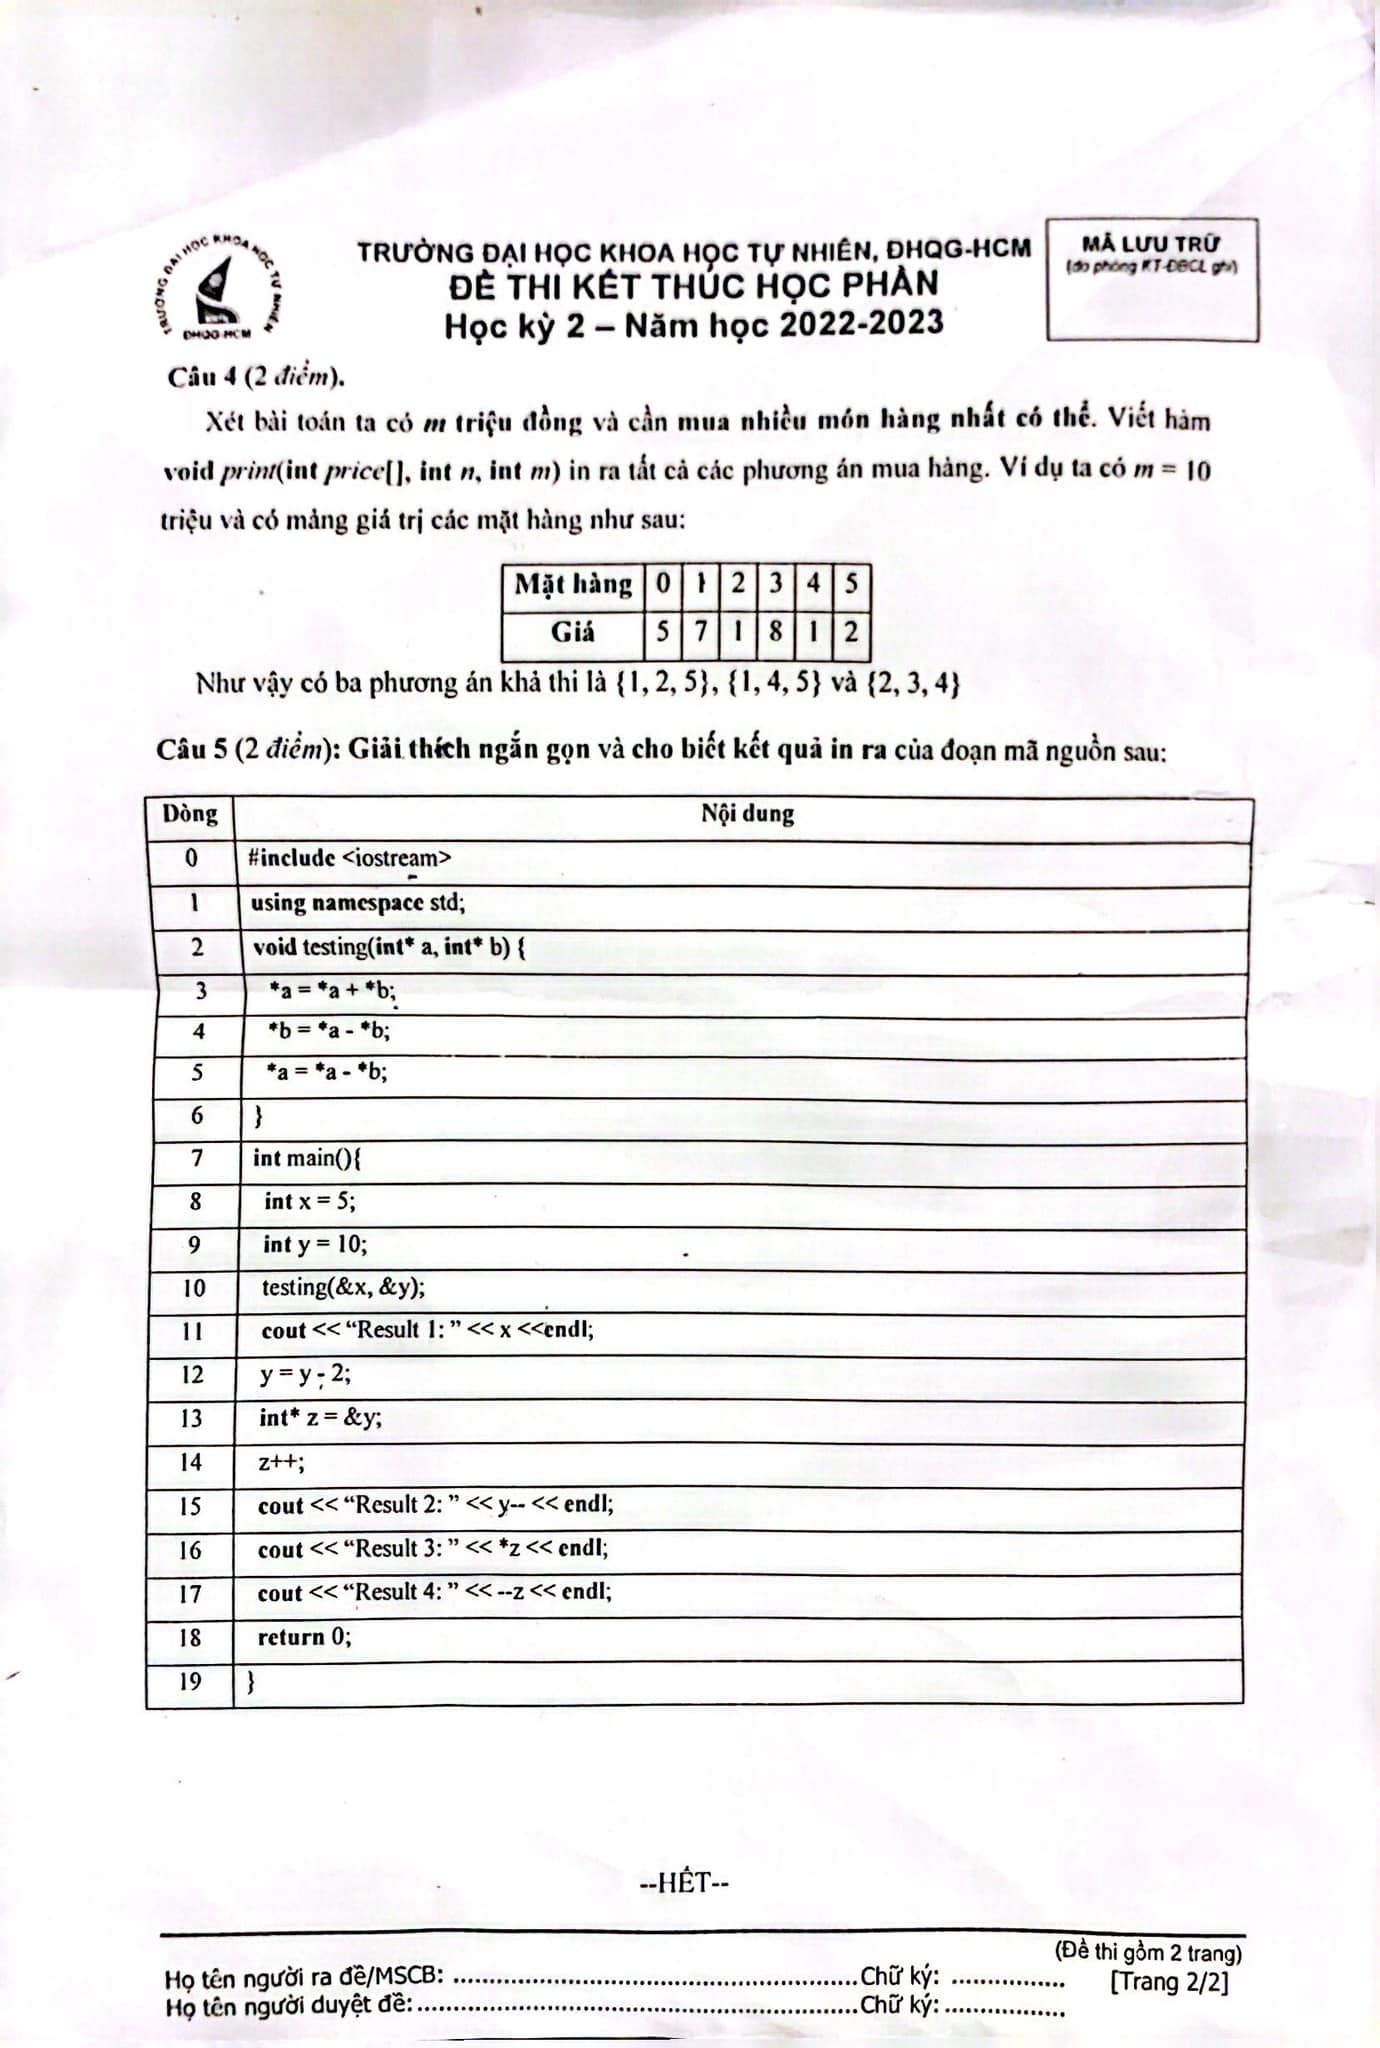 TRƯỜNG ĐẠI HỌC KHOA HỌC TỰ NHIÊN
ĐHQG-HCM
TRƯỜNG ĐẠI HỌC KHOA HỌC TỰ NHIÊN, ĐHQG-HCM
ĐỀ THI KẾT THÚC HỌC PHẦN
Học kỳ 2 – Năm học 2022-2023
MÃ LƯU TRỮ
(do phòng KT-ĐBCL ghi)
Câu 4 (2 điểm).
Xét bài toán ta có m triệu đồng và cần mua nhiều món hàng nhất có thể. Viết hàm
void print(int price[], int n, int m) in ra tất cả các phương án mua hàng. Ví dụ ta có m = 10
triệu và có mảng giá trị các mặt hàng như sau:
Mặt hàng 0 1 2 3 4 5
Giá 5 7 1 8 1 2
Như vậy có ba phương án khả thi là {1, 2, 5}, {1, 4, 5} và {2, 3, 4}
Câu 5 (2 điểm): Giải thích ngắn gọn và cho biết kết quả in ra của đoạn mã nguồn sau:
Dòng Nội dung
0 #include <iostream>
1 using namespace std;
2 void testing(int* a, int* b) {
3 *a = *a + *b;
4 *b = *a - *b;
5 *a = *a - *b;
6 }
7 int main(){
8 int x = 5;
9 int y = 10;
10 testing(&x, &y);
11 cout << “Result 1: ” << x <<endl;
12 y = y - 2;
13 int* z = &y;
14 z++;
15 cout << “Result 2: ” << y-- << endl;
16 cout << “Result 3: ” << *z << endl;
17 cout << “Result 4: ” << --z << endl;
18 return 0;
19 }
--HẾT--
(Đề thi gồm 2 trang)
Họ tên người ra đề/MSCB: ..........................................................Chữ ký: ................ [Trang 2/2]
Họ tên người duyệt đề:...............................................................Chữ ký:.................